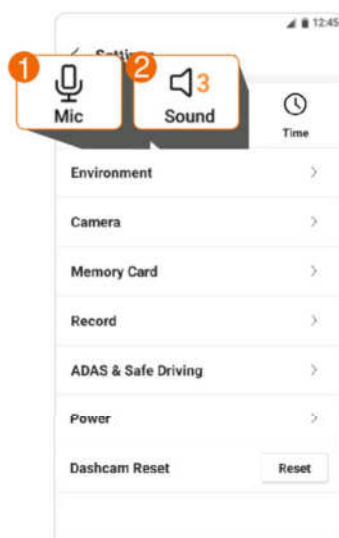 12:45
Settings
1
2
3
Mic
Sound
Time
Environment
Camera
Memory Card
Record
ADAS & Safe Driving
Power
Dashcam Reset
Reset